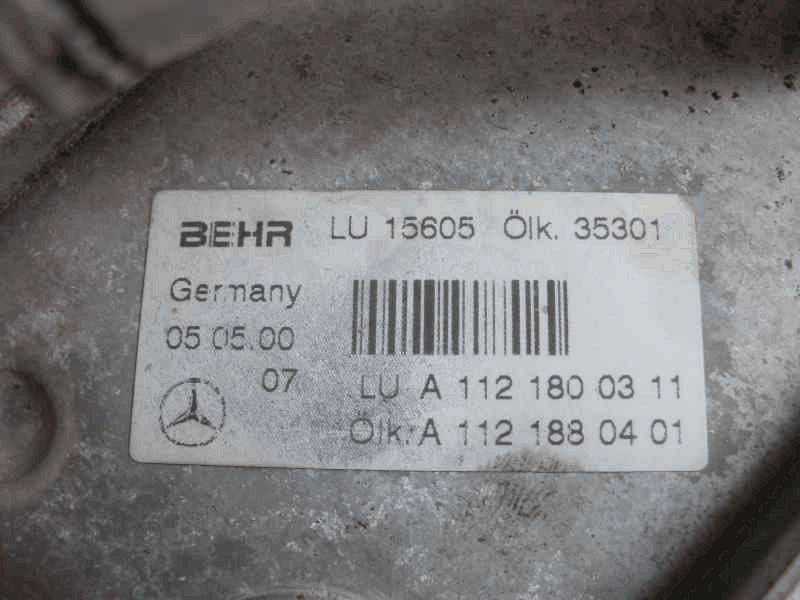 BEHR LU 15605 Ölk. 35301
Germany
05.05.00
07
LU A 112 180 03 11
Ölk. A 112 188 04 01